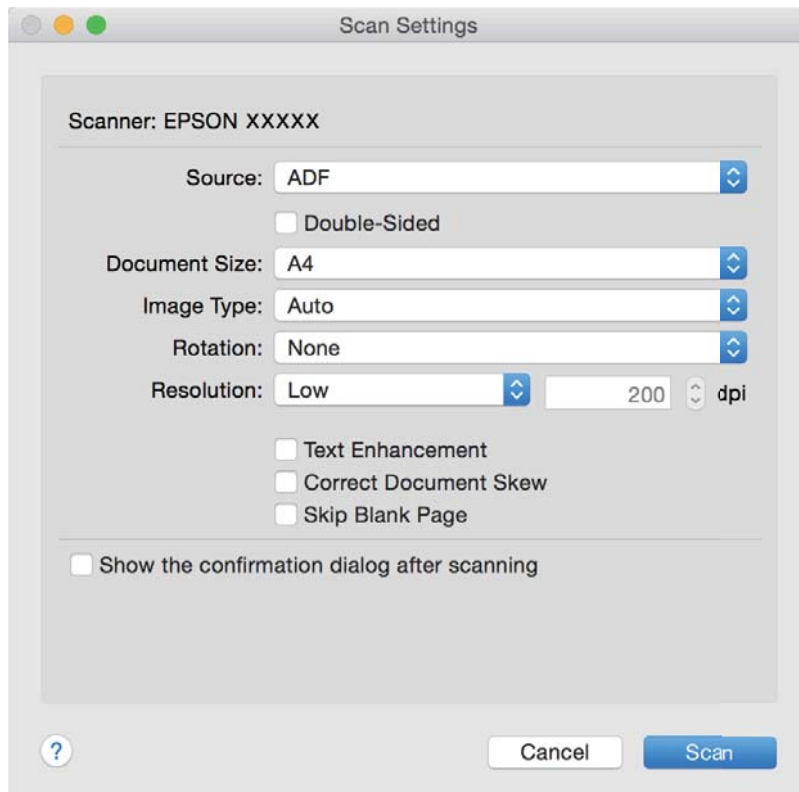 Scan Settings
Scanner: EPSON XXXXX
Source: ADF
Double-Sided
Document Size: A4
Image Type: Auto
Rotation: None
Resolution: Low 200 dpi
Text Enhancement
Correct Document Skew
Skip Blank Page
Show the confirmation dialog after scanning
? Cancel Scan